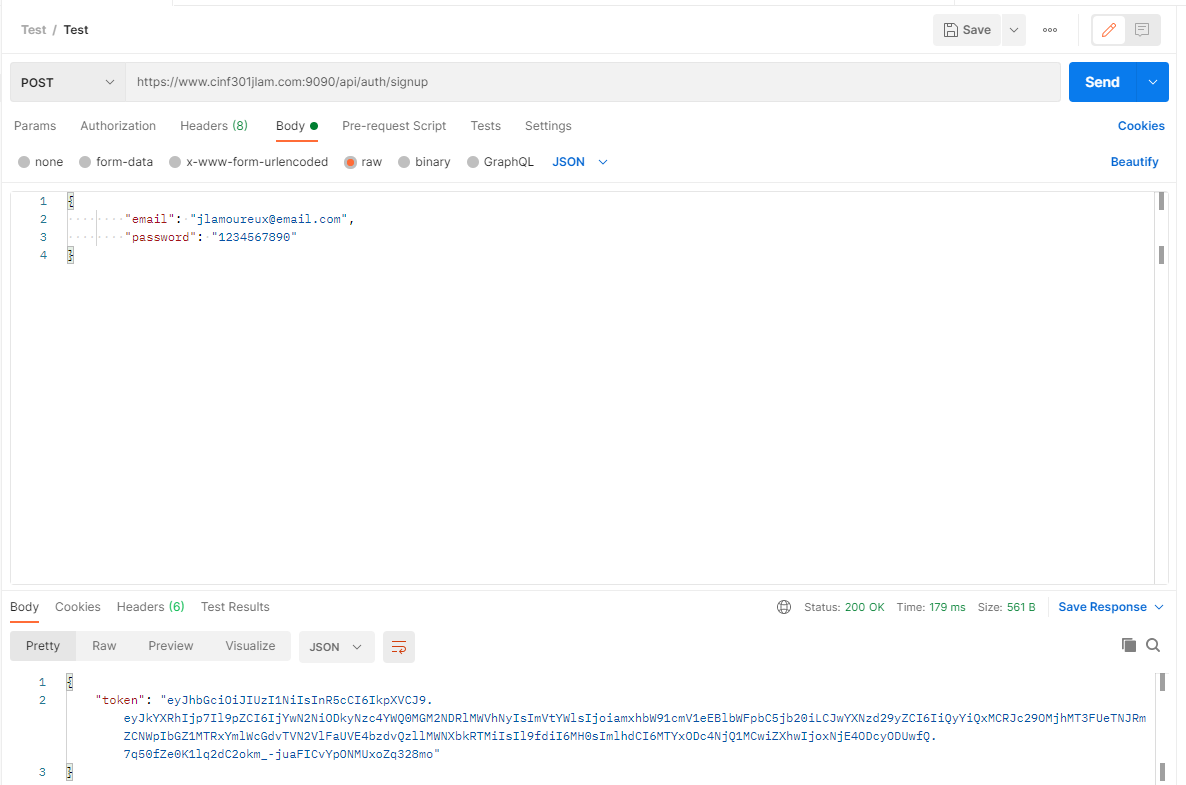 Test / Test
Save
POST
https://www.cinf301jlam.com:9090/api/auth/signup
Send
Params Authorization Headers (8) Body Pre-request Script Tests Settings Cookies
none form-data x-www-form-urlencoded raw binary GraphQL JSON Beautify
1 {
2 "email": "jlamoureux@email.com",
3 "password": "1234567890"
4 }
Body Cookies Headers (6) Test Results Status: 200 OK Time: 179 ms Size: 561 B Save Response
Pretty Raw Preview Visualize JSON
1 {
2 "token": "eyJhbGciOiJIUzI1NiIsInR5cCI6IkpXVCJ9.
eyJkYXRhIjp7Il9pZCI6IjYwN2NiODkyNzc4YWQ0MGM2NDRlMWVhNyIsImVtYWlsIjoiamxhbW91cmV1eEBlbWFpbC5jb20iLCJwYXNzd29yZCI6IiQyYiQxMCRJc29OMjhMT3FUeTNJRm
ZCNWpIbGZ1MTRxYmlWcGdvTVN2VlFaUVE4bzdvQzllMWNXbkRTMiIsIl9fdiI6MH0sImlhdCI6MTYxODc4NjQ1MCwiZXhwIjoxNjE4ODcyODUwfQ.
7q50fZe0K1lq2dC2okm_-juaFICvYpONMUxoZq328mo"
3 }